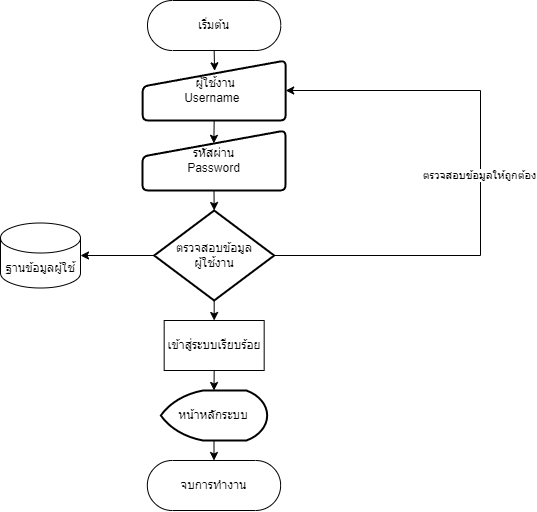 เริ่มต้น
ผู้ใช้งาน
Username
รหัสผ่าน
Password
ตรวจสอบข้อมูลให้ถูกต้อง
ตรวจสอบข้อมูล
ผู้ใช้งาน
ฐานข้อมูลผู้ใช้
เข้าสู่ระบบเรียบร้อย
หน้าหลักระบบ
จบการทำงาน